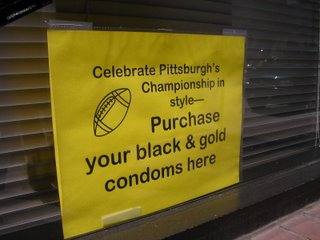 Celebrate Pittsburgh's
Championship in
style—
Purchase
your black & gold
condoms here